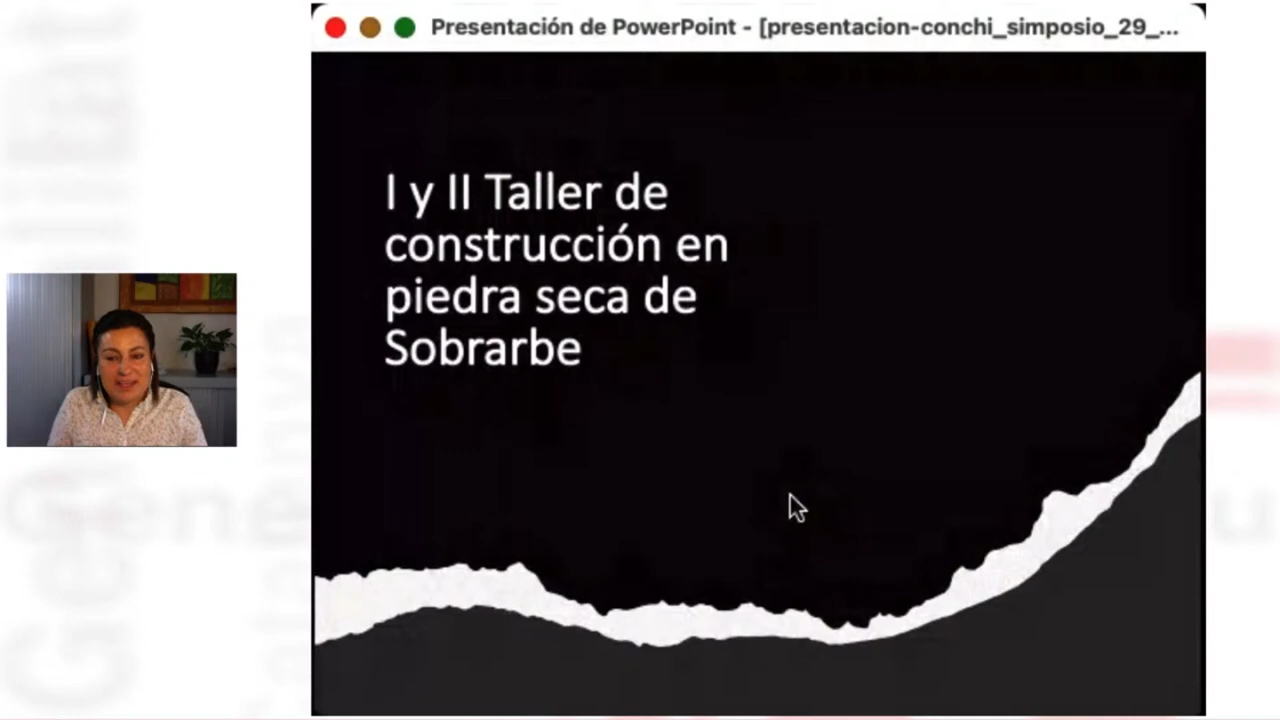 Presentación de PowerPoint - [presentacion-conchi_simposio_29_...
I y II Taller de
construcción en
piedra seca de
Sobrarbe